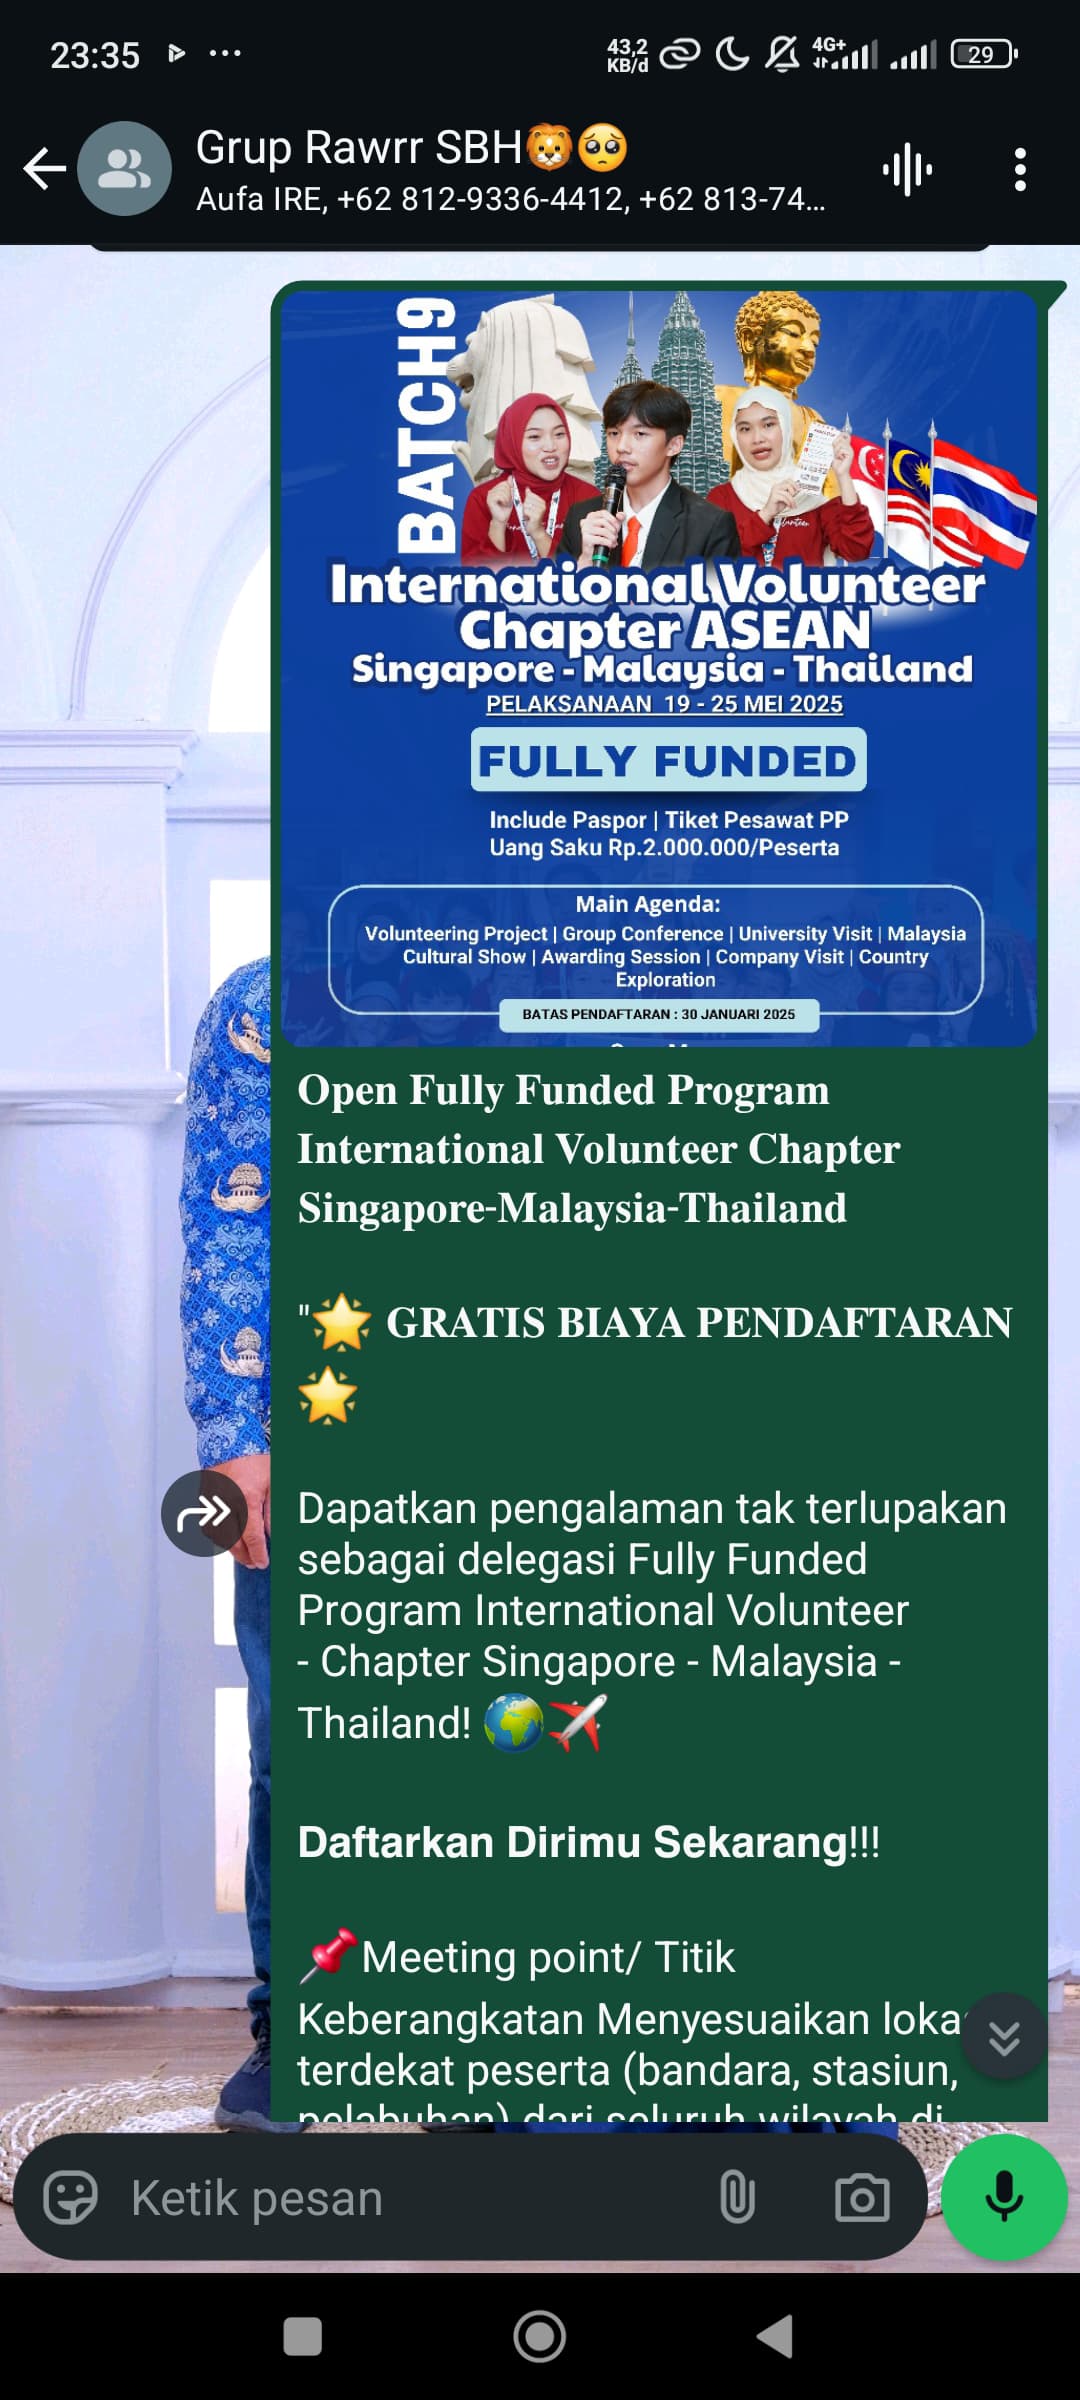 23:35
43,2
KB/d
4G+
29
Grup Rawrr SBH🦁🥺
Aufa IRE, +62 812-9336-4412, +62 813-74...
BATCH9
International Volunteer
Chapter ASEAN
Singapore - Malaysia - Thailand
PELAKSANAAN 19 - 25 MEI 2025
FULLY FUNDED
Include Paspor | Tiket Pesawat PP
Uang Saku Rp.2.000.000/Peserta
Main Agenda:
Volunteering Project | Group Conference | University Visit | Malaysia
Cultural Show | Awarding Session | Company Visit | Country
Exploration
BATAS PENDAFTARAN : 30 JANUARI 2025
Open Fully Funded Program
International Volunteer Chapter
Singapore-Malaysia-Thailand
"🌟 GRATIS BIAYA PENDAFTARAN
🌟
Dapatkan pengalaman tak terlupakan
sebagai delegasi Fully Funded
Program International Volunteer
- Chapter Singapore - Malaysia -
Thailand! 🌍✈️
Daftarkan Dirimu Sekarang!!!
📌Meeting point/ Titik
Keberangkatan Menyesuaikan loka
terdekat peserta (bandara, stasiun,
pelabuhan) dari seluruh wilayah di
Ketik pesan